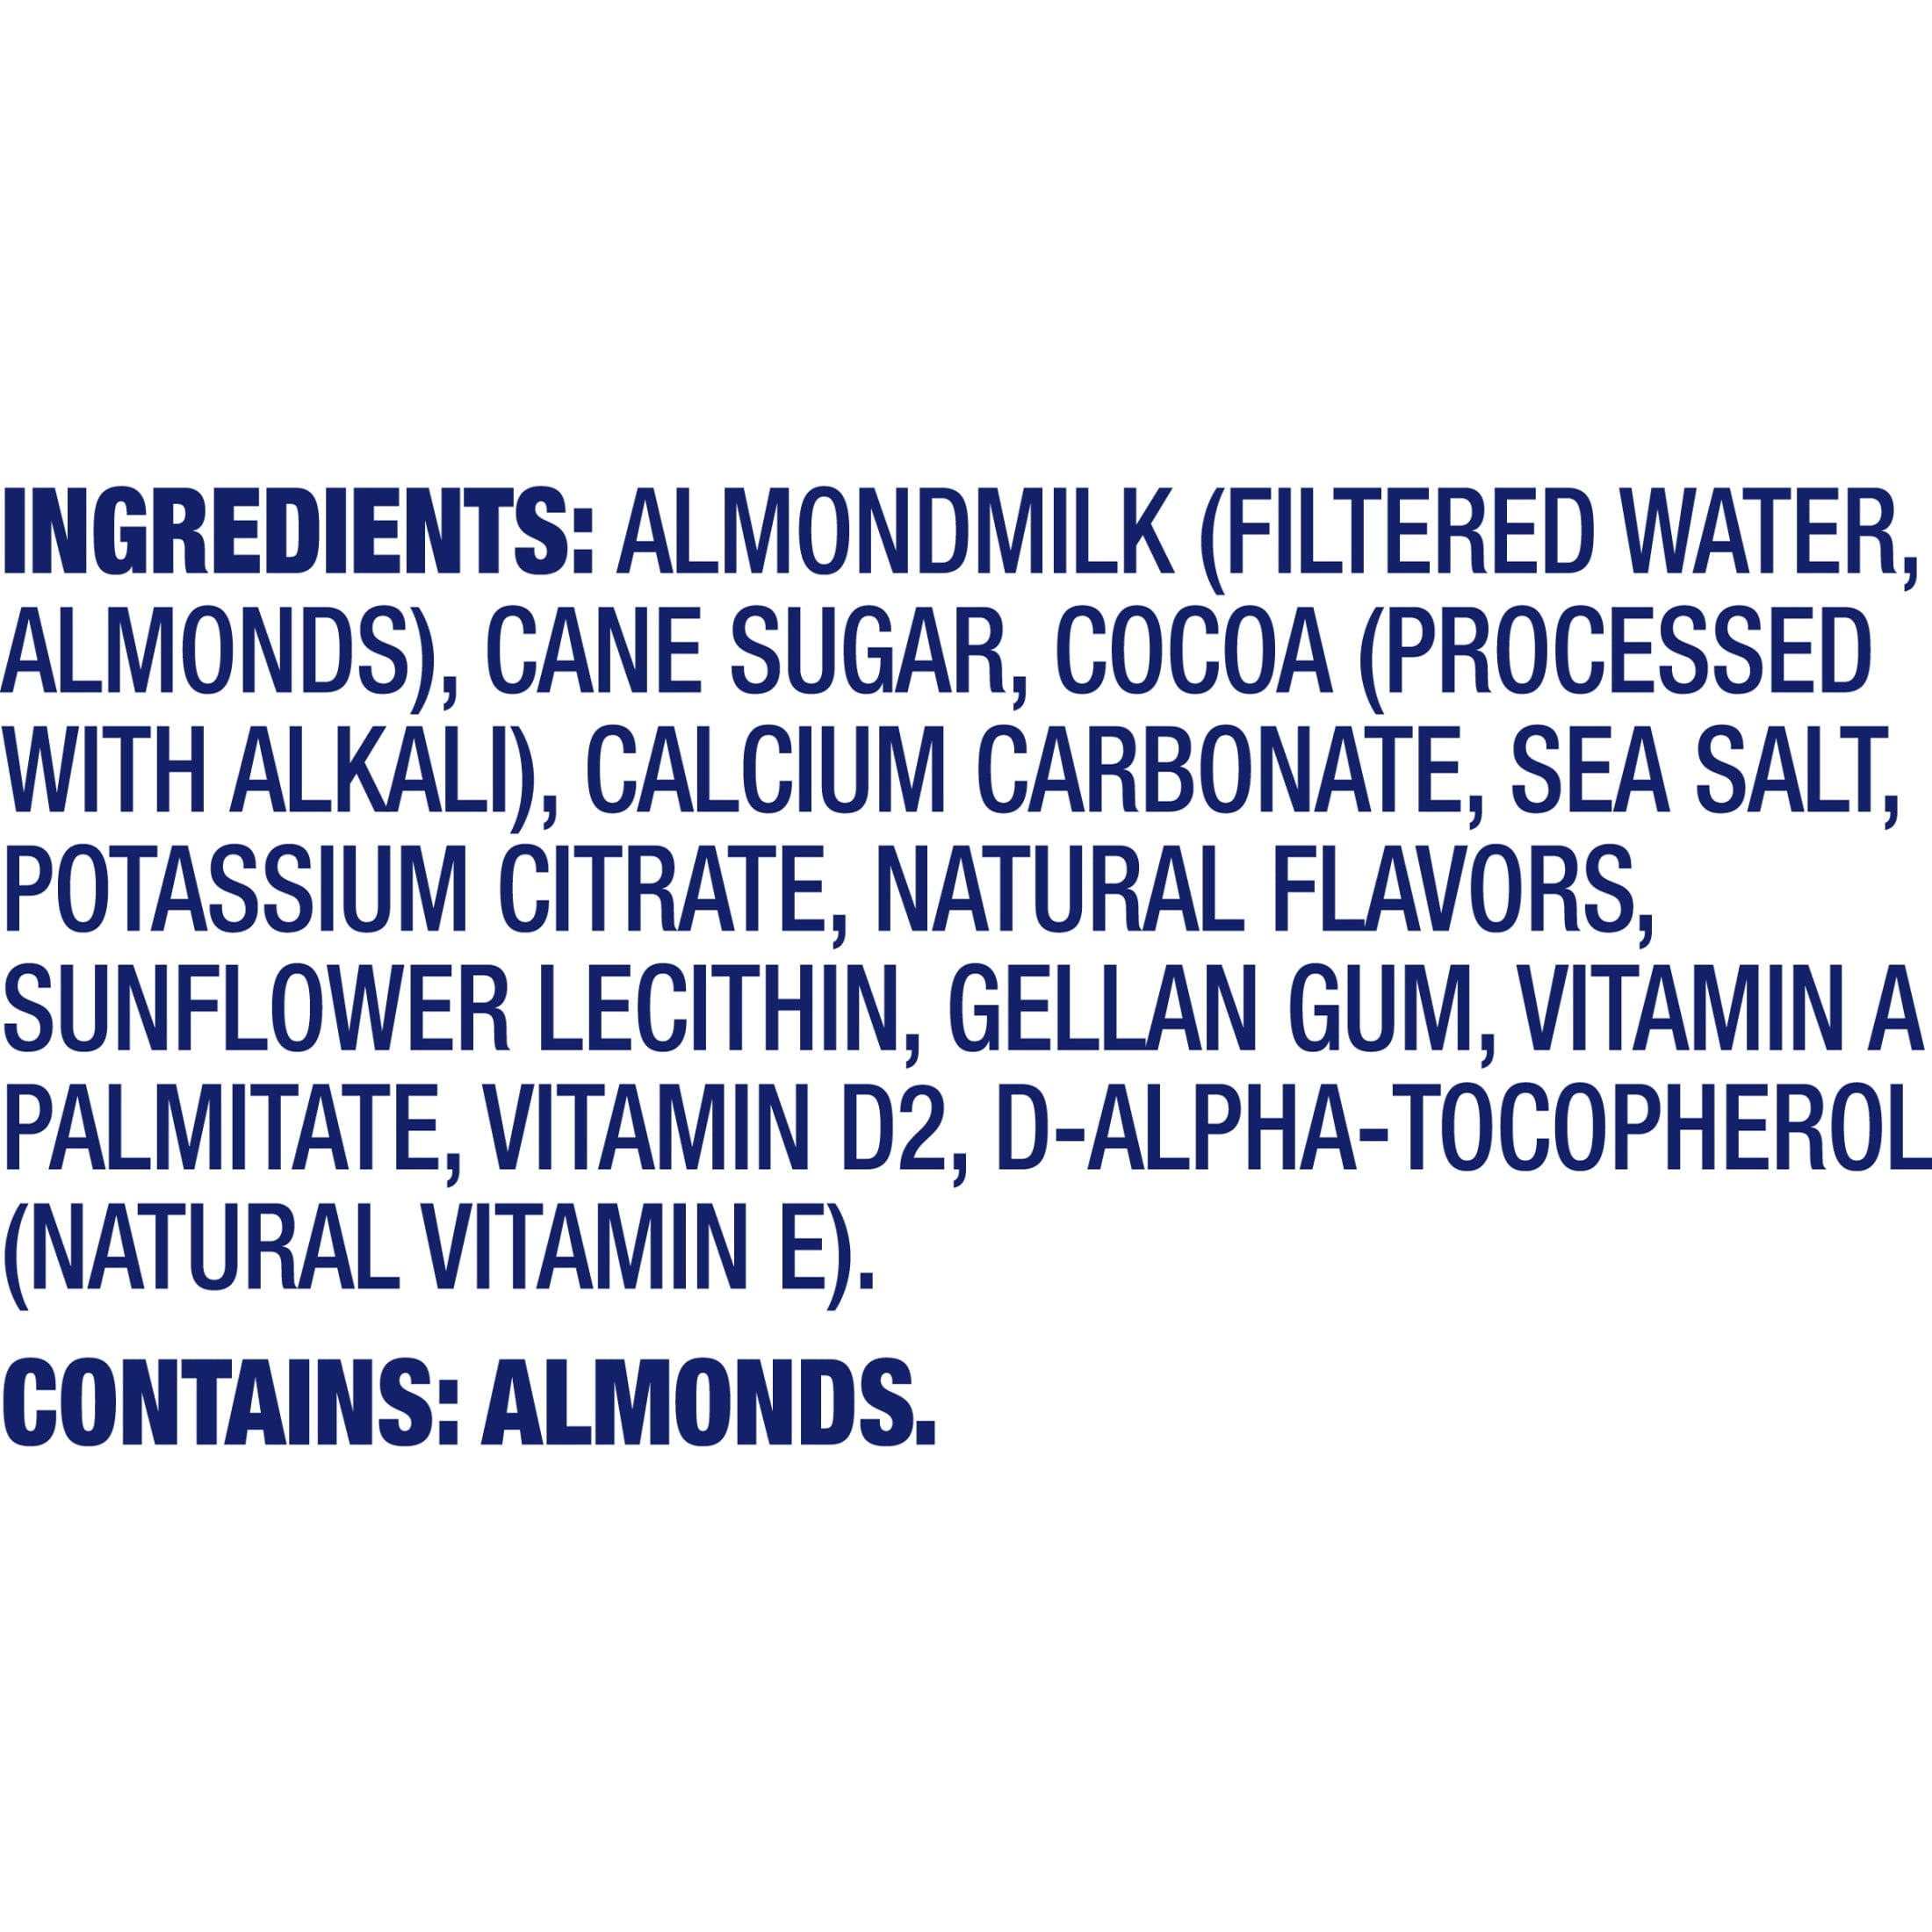 INGREDIENTS: ALMONDMILK (FILTERED WATER,
ALMONDS), CANE SUGAR, COCOA (PROCESSED
WITH ALKALI), CALCIUM CARBONATE, SEA SALT,
POTASSIUM CITRATE, NATURAL FLAVORS,
SUNFLOWER LECITHIN, GELLAN GUM, VITAMIN A
PALMITATE, VITAMIN D2, D-ALPHA-TOCOPHEROL
(NATURAL VITAMIN E).
CONTAINS: ALMONDS.